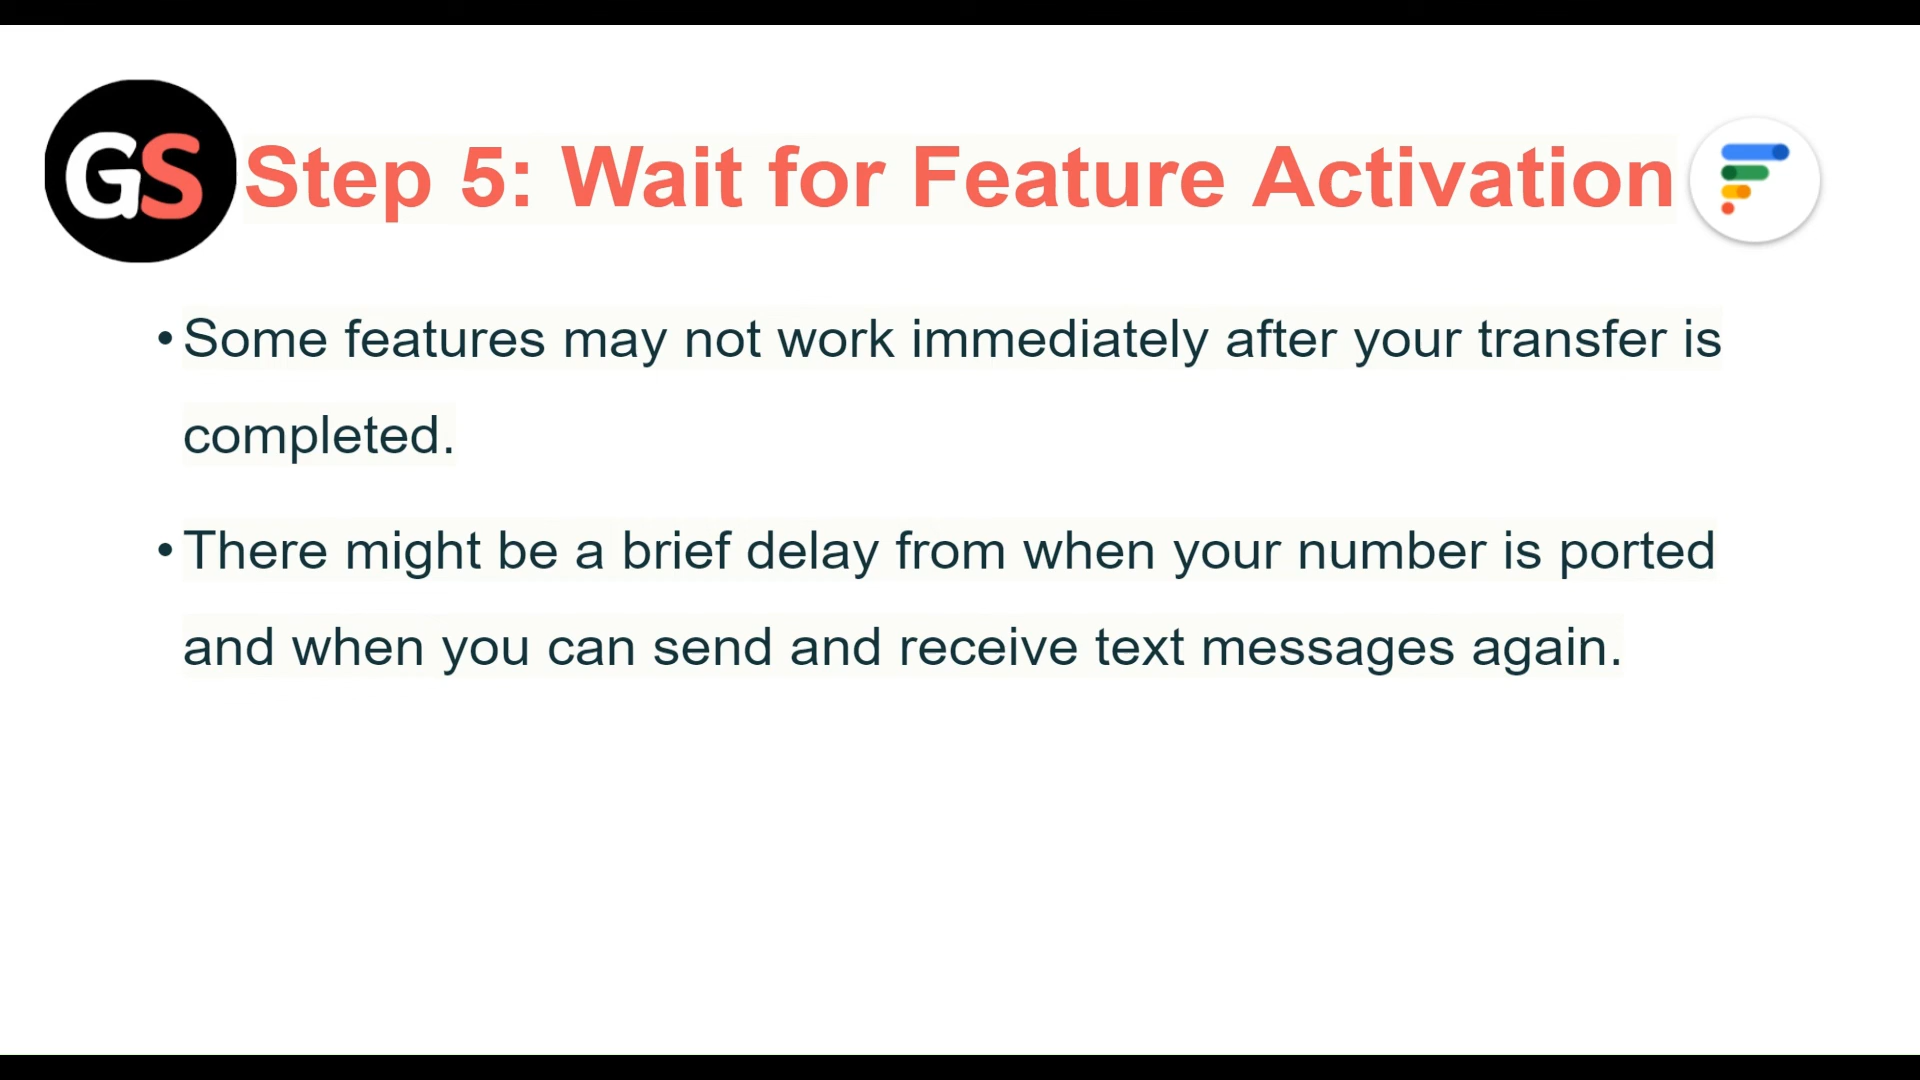 GS
Step 5: Wait for Feature Activation
• Some features may not work immediately after your transfer is
completed.
• There might be a brief delay from when your number is ported
and when you can send and receive text messages again.